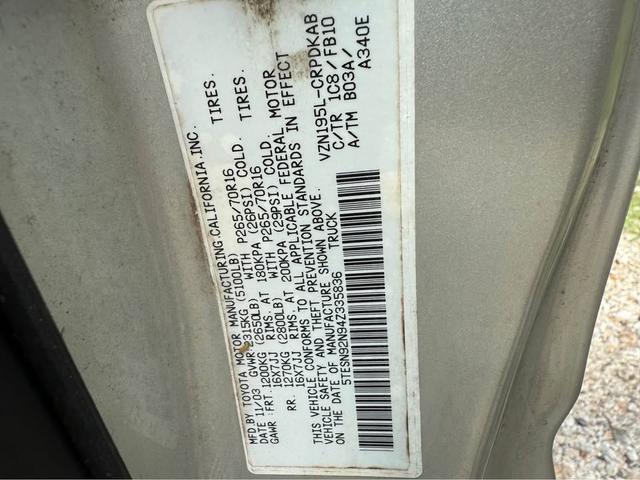 MFD.BY TOYOTA MOTOR MANUFACTURING.CALIFORNIA.INC.
DATE 11/03 GVWR 2315KG (5100LB)
GAWR : FRT.1200KG (2650LB) WITH P265/70R16 TIRES.
16X7JJ RIMS. AT 180KPA (26PSI) COLD.
RR. 1270KG (2800LB) WITH P265/70R16 TIRES.
16X7JJ RIMS. AT 200KPA (29PSI) COLD.
THIS VEHICLE CONFORMS TO ALL APPLICABLE FEDERAL MOTOR
VEHICLE SAFETY AND THEFT PREVENTION STANDARDS IN EFFECT
ON THE DATE OF MANUFACTURE SHOWN ABOVE.
5TESN92N94Z335836 TRUCK
VZN195L-CRPDKAB
C/TR 1C8/FB10
A/TM B03A/
A340E